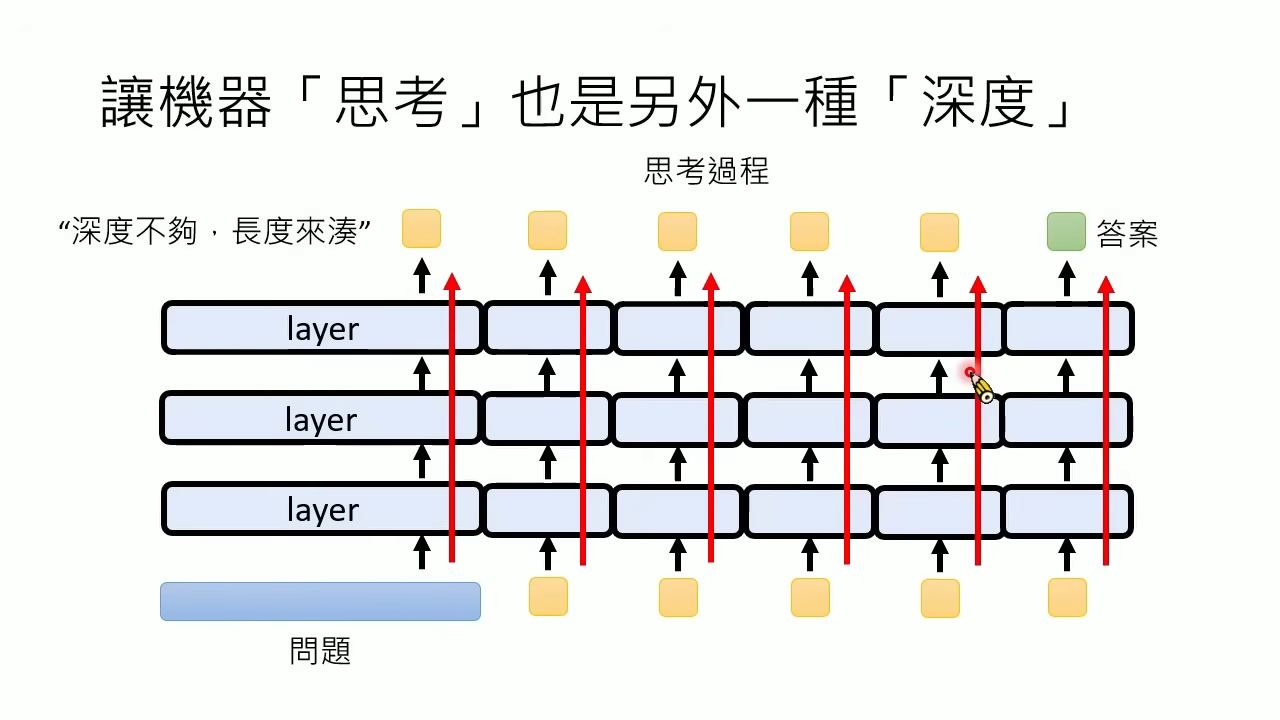 讓機器「思考」也是另外一種「深度」
思考過程
“深度不夠，長度來湊”
答案
layer
layer
layer
問題